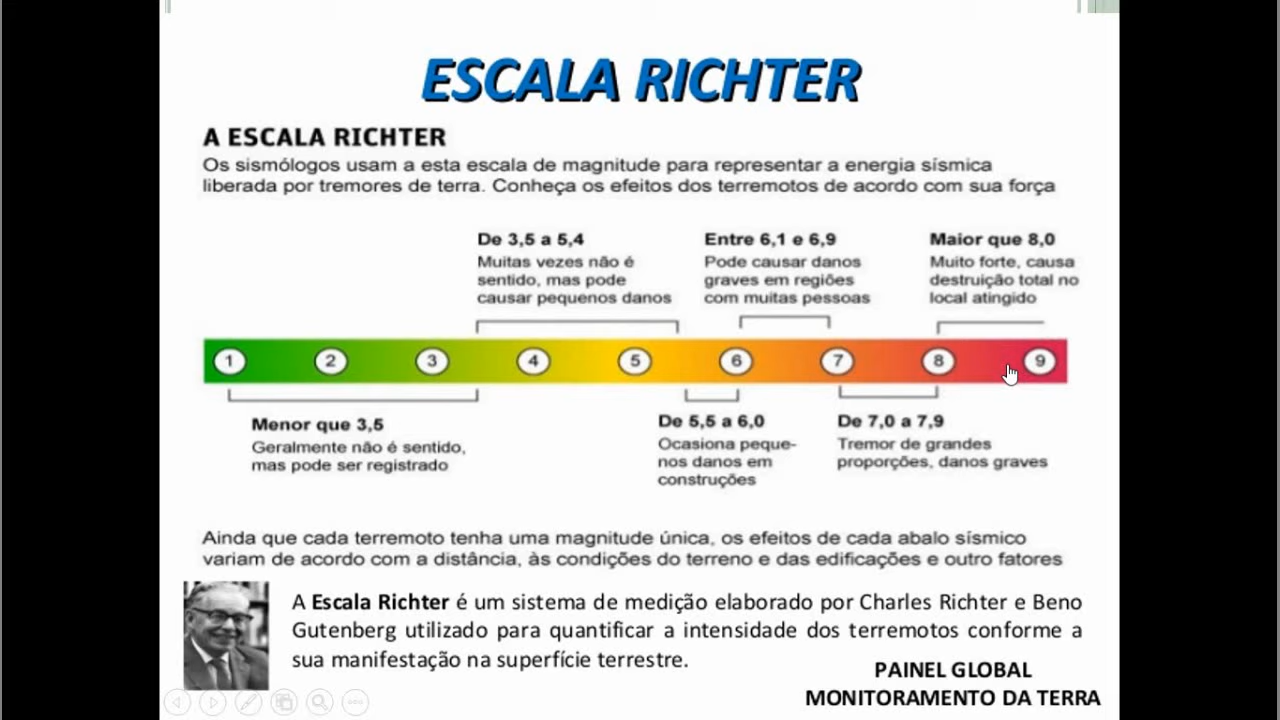 ESCALA RICHTER
A ESCALA RICHTER
Os sismólogos usam a esta escala de magnitude para representar a energia sísmica
liberada por tremores de terra. Conheça os efeitos dos terremotos de acordo com sua força
De 3,5 a 5,4
Muitas vezes não é
sentido, mas pode
causar pequenos danos
Entre 6,1 e 6,9
Pode causar danos
graves em regiões
com muitas pessoas
Maior que 8,0
Muito forte, causa
destruição total no
local atingido
1 2 3 4 5 6 7 8 9
Menor que 3,5
Geralmente não é sentido,
mas pode ser registrado
De 5,5 a 6,0
Ocasiona peque-
nos danos em
construções
De 7,0 a 7,9
Tremor de grandes
proporções, danos graves
Ainda que cada terremoto tenha uma magnitude única, os efeitos de cada abalo sísmico
variam de acordo com a distância, às condições do terreno e das edificações e outro fatores
A Escala Richter é um sistema de medição elaborado por Charles Richter e Beno
Gutenberg utilizado para quantificar a intensidade dos terremotos conforme a
sua manifestação na superfície terrestre.
PAINEL GLOBAL
MONITORAMENTO DA TERRA